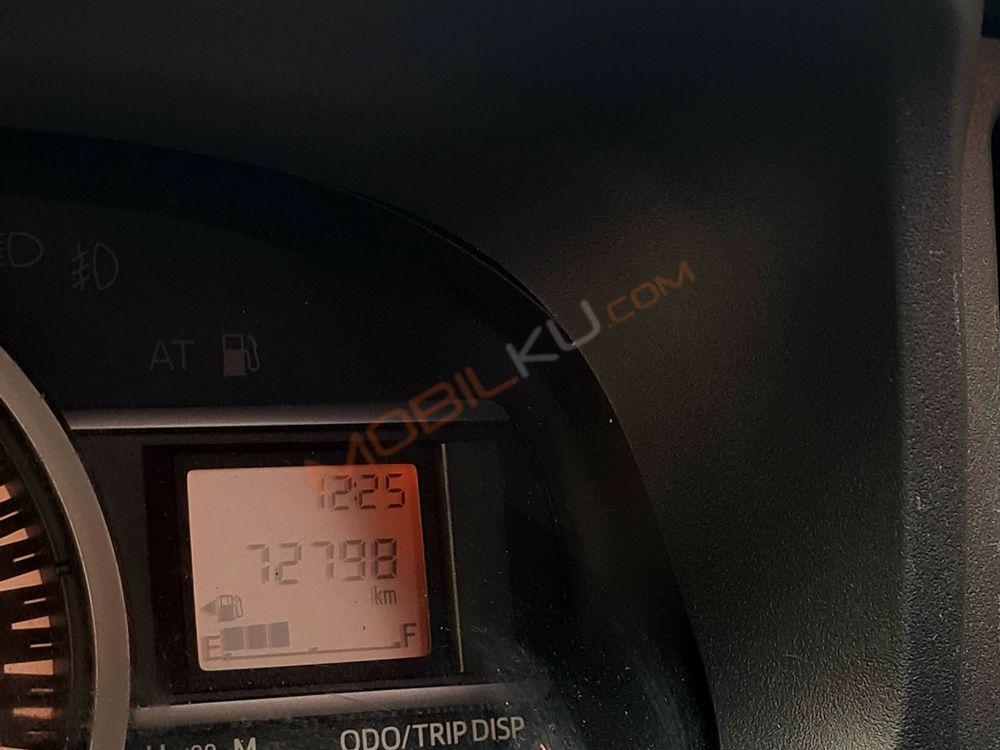 AT
MOBILKU.COM
12:25
72798
km
E F
M ODO/TRIP DISP